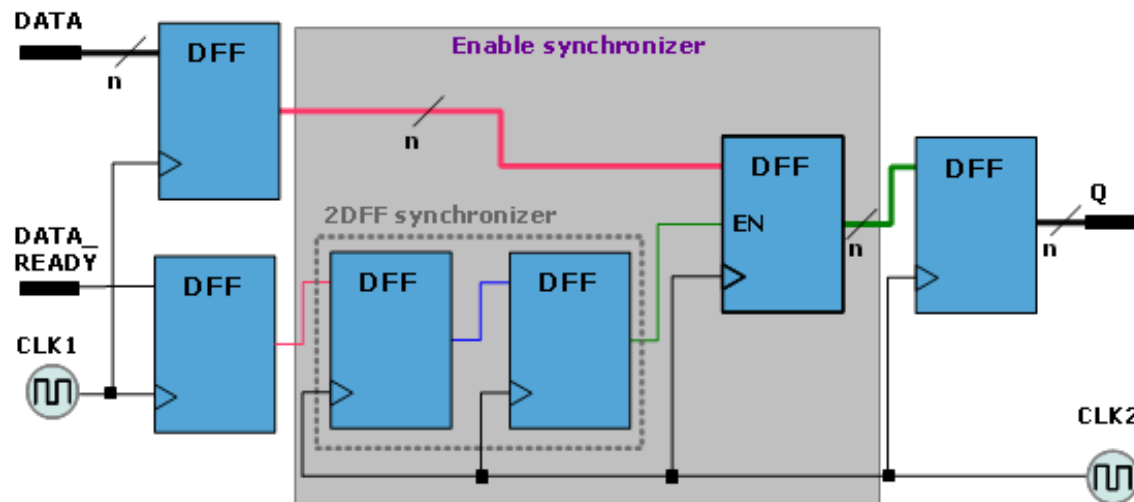 DATA
DFF
Enable synchronizer
n
n
DFF
DFF
2DFF synchronizer
Q
EN
DATA_
READY
n
n
DFF
DFF
DFF
CLK1
CLK2